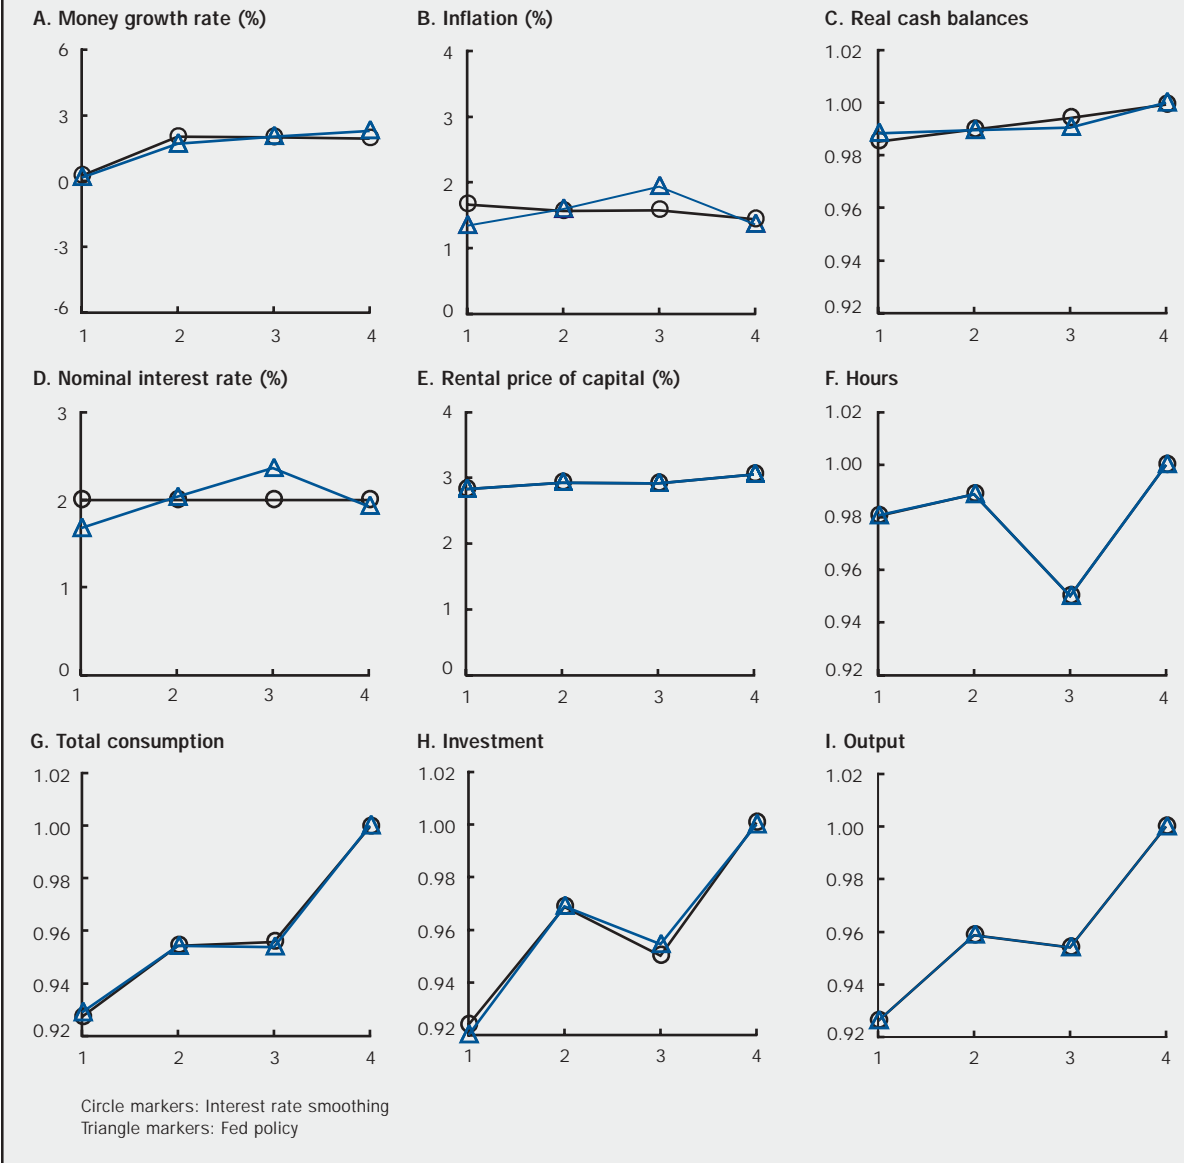 A. Money growth rate (%)
6
3
0
-3
-6
1 2 3 4
B. Inflation (%)
4
3
2
1
0
1 2 3 4
C. Real cash balances
1.02
1.00
0.98
0.96
0.94
0.92
1 2 3 4
D. Nominal interest rate (%)
3
2
1
0
1 2 3 4
E. Rental price of capital (%)
4
3
2
1
0
1 2 3 4
F. Hours
1.02
1.00
0.98
0.96
0.94
0.92
1 2 3 4
G. Total consumption
1.02
1.00
0.98
0.96
0.94
0.92
1 2 3 4
H. Investment
1.02
1.00
0.98
0.96
0.94
0.92
1 2 3 4
I. Output
1.02
1.00
0.98
0.96
0.94
0.92
1 2 3 4
Circle markers: Interest rate smoothing
Triangle markers: Fed policy